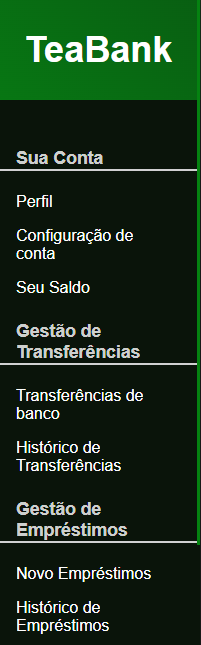 TeaBank
Sua Conta
Perfil
Configuração de
conta
Seu Saldo
Gestão de
Transferências
Transferências de
banco
Histórico de
Transferências
Gestão de
Empréstimos
Novo Empréstimos
Histórico de
Empréstimos